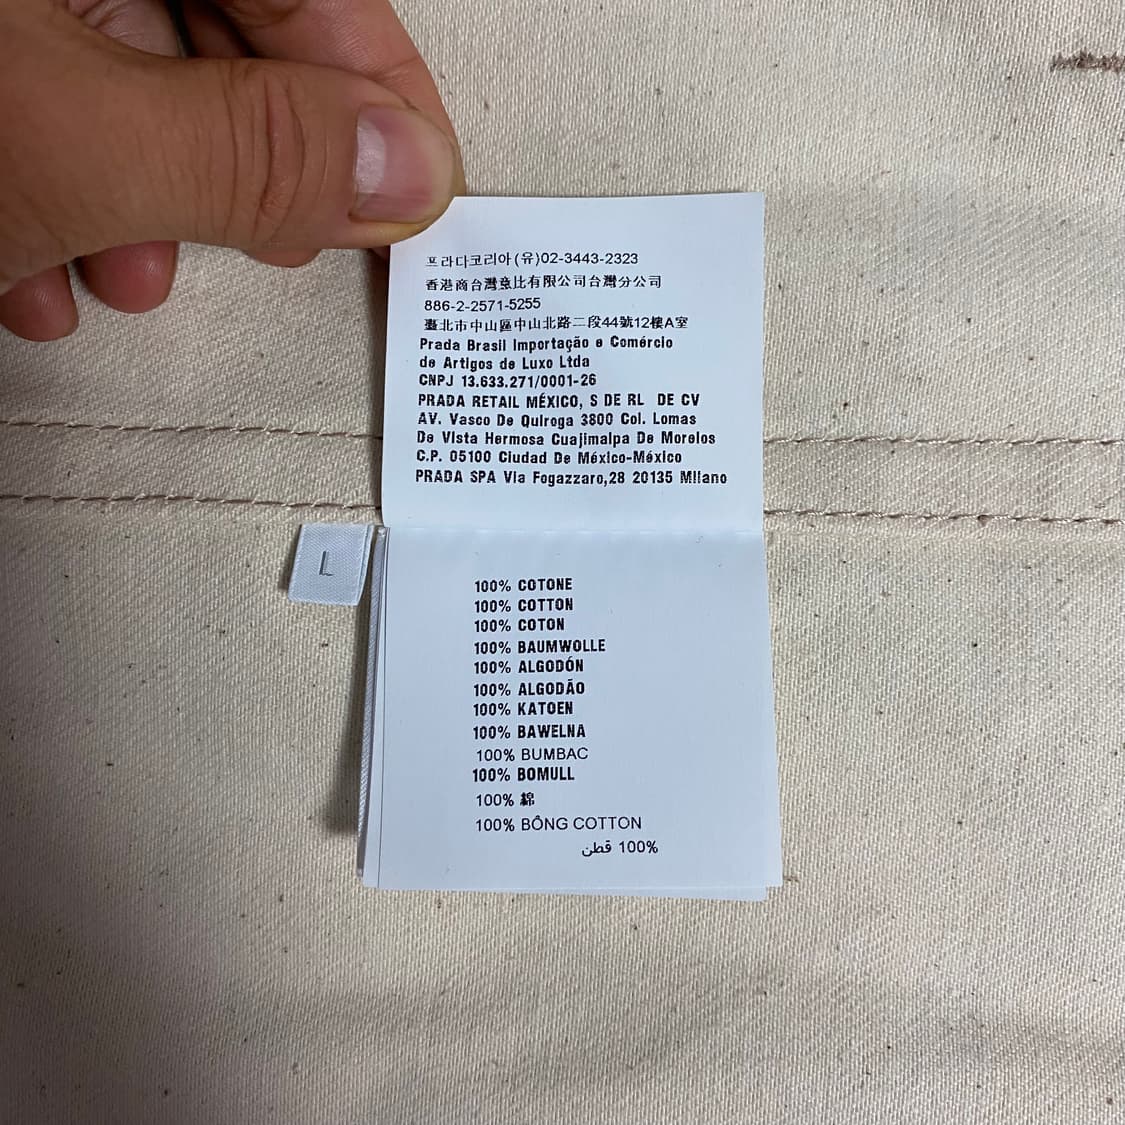 프라다코리아(유)02-3443-2323
香港商台灣意比有限公司台灣分公司
886-2-2571-5255
臺北市中山區中山北路二段44號12樓A室
Prada Brasil Importação e Comércio
de Artigos de Luxo Ltda
CNPJ 13.633.271/0001-26
PRADA RETAIL MÉXICO, S DE RL DE CV
AV. Vasco De Quiroga 3800 Col. Lomas
De Vista Hermosa Cuajimalpa De Morelos
C.P. 05100 Ciudad De México-México
PRADA SPA Via Fogazzaro,28 20135 Milano
L
100% COTONE
100% COTTON
100% COTON
100% BAUMWOLLE
100% ALGODÓN
100% ALGODÃO
100% KATOEN
100% BAWELNA
100% BUMBAC
100% BOMULL
100% 綿
100% BÔNG COTTON
100% قطن